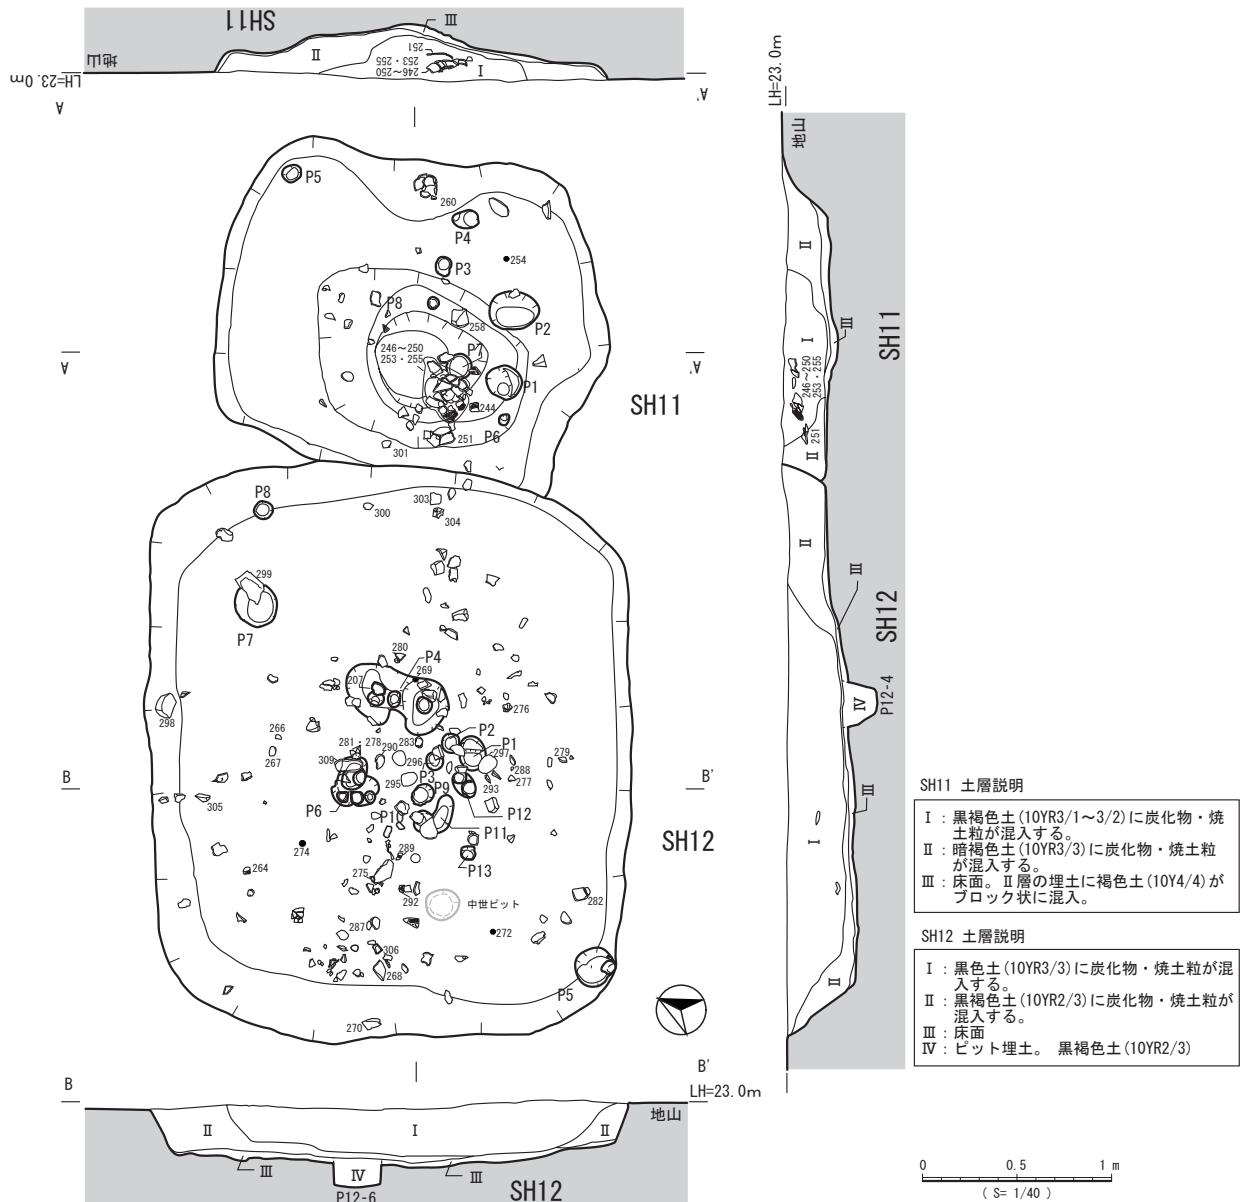 SH11
Ⅲ
Ⅱ
251
253・255
246～250
Ⅰ
地山
LH=23.0m
A
A'
P5
260
P4
254
P3
P8
258
P2
246～250
253・255
P7
A
A'
P1
244
P6
251
301
SH11
P8
300
303
304
299
P7
280
P4
269
207
298
276
266
267
281・278
290
283
P2
P1
297
309
296
288
277
279
P3
295
293
B
B'
P6
P9
P12
305
P1
P11
SH12
274
289
P13
264
275
292
中世ピット
282
287
272
306
268
P5
270
B
B'
LH=23.0m
地山
Ⅱ
Ⅰ
Ⅱ
Ⅲ
Ⅳ
Ⅲ
P12-6
SH12
LH=23.0m
地山
Ⅱ
Ⅲ
Ⅰ
SH11
246～250
253・255
251
Ⅱ
Ⅱ
Ⅲ
SH12
Ⅳ
P12-4
Ⅲ
Ⅰ
Ⅱ
SH11 土層説明
Ⅰ：黒褐色土(10YR3/1～3/2)に炭化物・焼
土粒が混入する。
Ⅱ：暗褐色土(10YR3/3)に炭化物・焼土粒
が混入する。
Ⅲ：床面。Ⅱ層の埋土に褐色土(10Y4/4)が
ブロック状に混入。
SH12 土層説明
Ⅰ：黒色土(10YR3/3)に炭化物・焼土粒が混
入する。
Ⅱ：黒褐色土(10YR2/3)に炭化物・焼土粒が
混入する。
Ⅲ：床面
Ⅳ：ピット埋土。 黒褐色土(10YR2/3)
0 0.5 1 m
( S= 1/40 )